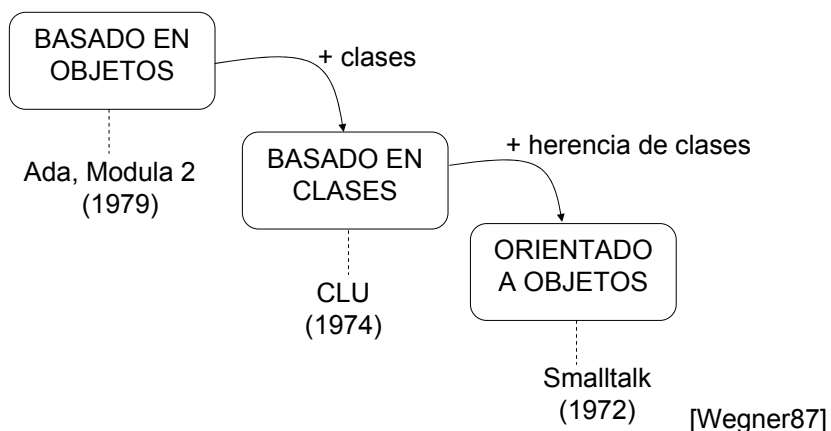 BASADO EN
OBJETOS
+ clases
Ada, Modula 2
(1979)
BASADO EN
CLASES
+ herencia de clases
CLU
(1974)
ORIENTADO
A OBJETOS
Smalltalk
(1972)
[Wegner87]